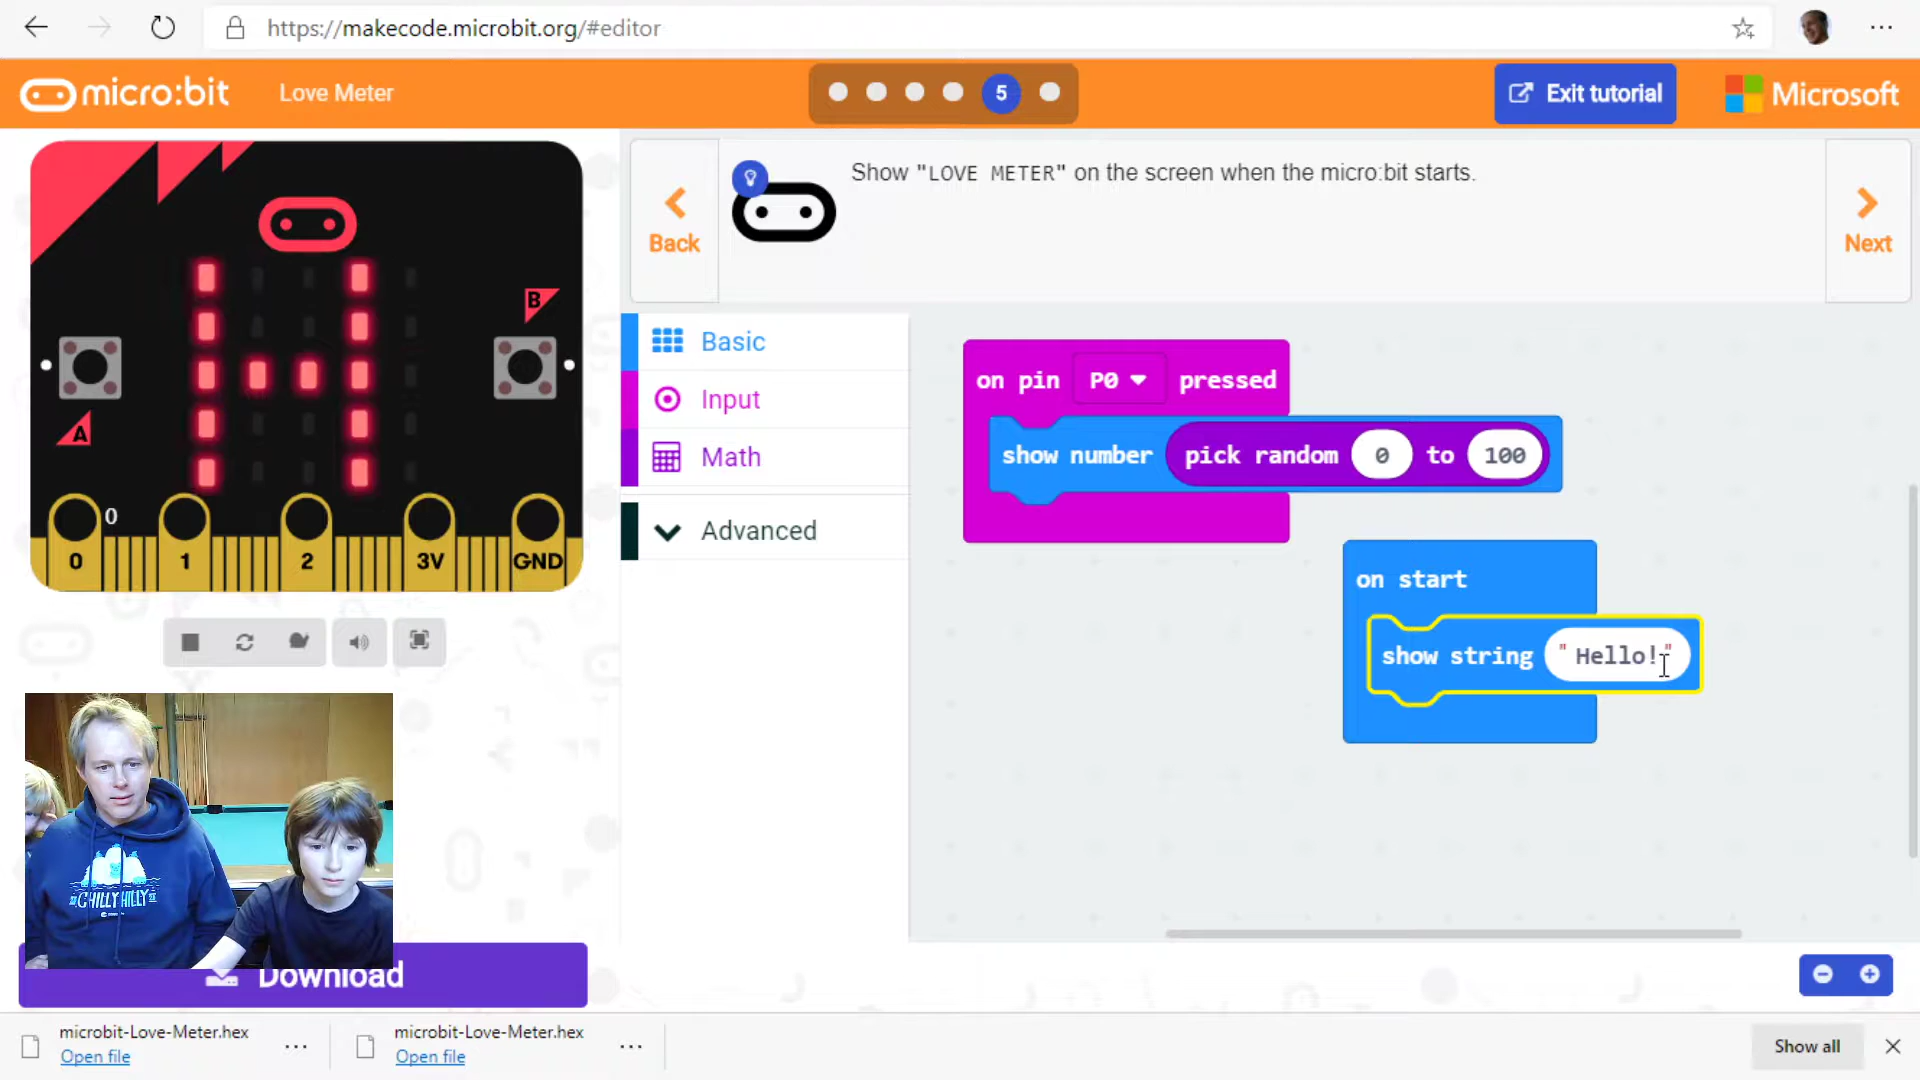 https://makecode.microbit.org/#editor
micro:bit
Love Meter
5
Exit tutorial
Microsoft
Back
Show "LOVE METER" on the screen when the micro:bit starts.
Next
B
A
0
0
1
2
3V
GND
Basic
Input
Math
Advanced
on pin P0 pressed
show number pick random 0 to 100
on start
show string "Hello!"
CHILLY HILLY
Download
microbit-Love-Meter.hex
Open file
microbit-Love-Meter.hex
Open file
Show all